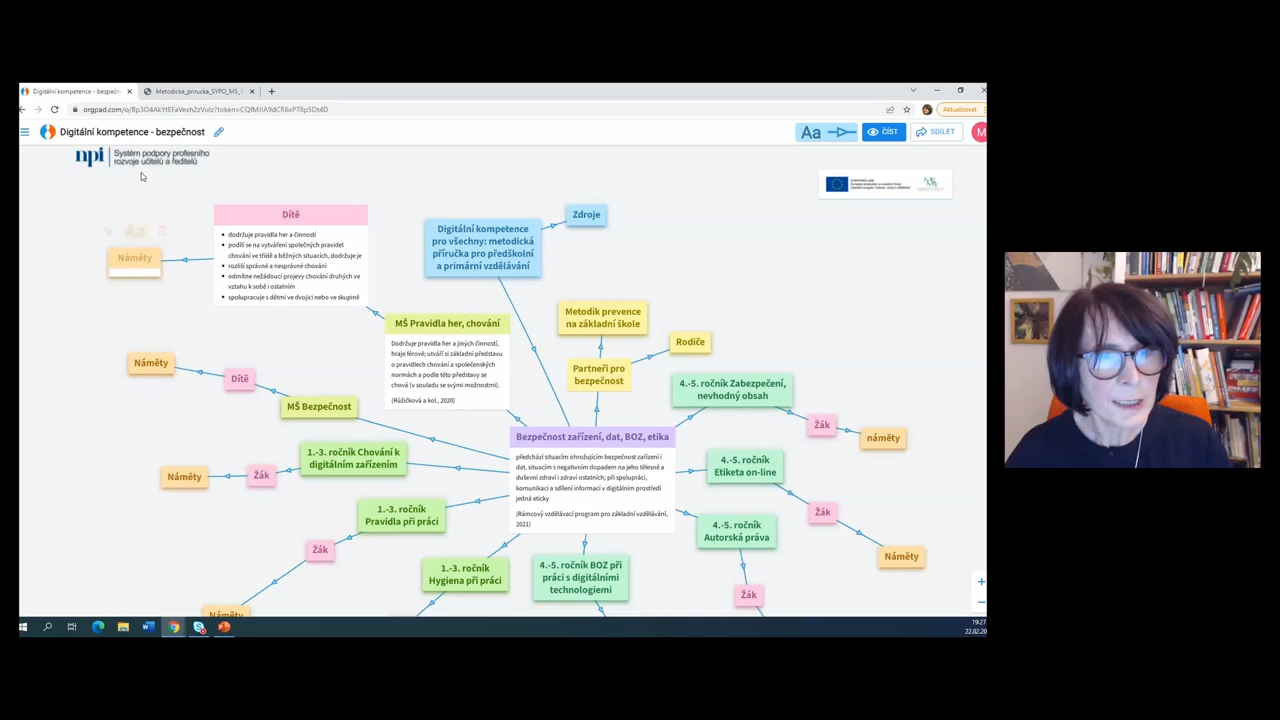 Digitální kompetence - bezpečn
Metodicka_prirucka_SYPO_MS_
orgpad.com/o/Bp3O4AkYtEFaVexh2zVulz?token=CQfMJIA9dCR6xP78p5Dt4D
Aktualizovat
Digitální kompetence - bezpečnost
Aa
ČÍST
SDÍLET
M
npi
Systém podpory profesního
rozvoje učitelů a ředitelů
Aa
Náměty
Dítě
dodržuje pravidla her a činností
podílí se na vytváření společných pravidel
chování ve třídě a běžných situacích, dodržuje je
rozliší správné a nesprávné chování
odmítne nežádoucí projevy chování druhých ve
vztahu k sobě i ostatním
spolupracuje s dětmi ve dvojici nebo ve skupině
Digitální kompetence
pro všechny: metodická
příručka pro předškolní
a primární vzdělávání
Zdroje
MŠ Pravidla her, chování
Dodržuje pravidla her a jiných činností,
hraje férově; utváří si základní představu
o pravidlech chování a společenských
normách a podle této představy se
chová (v souladu se svými možnostmi).
(Růžičková a kol., 2020)
Metodik prevence
na základní škole
Rodiče
Partneři pro
bezpečnost
Náměty
Dítě
MŠ Bezpečnost
4.-5. ročník Zabezpečení,
nevhodný obsah
Žák
náměty
Bezpečnost zařízení, dat, BOZ, etika
předchází situacím ohrožujícím bezpečnost zařízení i
dat, situacím s negativním dopadem na jeho tělesné a
duševní zdraví i zdraví ostatních; při spolupráci,
komunikaci a sdílení informací v digitálním prostředí
jedná eticky
(Rámcový vzdělávací program pro základní vzdělávání,
2021)
1.-3. ročník Chování k
digitálním zařízením
Žák
Náměty
4.-5. ročník
Etiketa on-line
Žák
Náměty
1.-3. ročník
Pravidla při práci
Žák
Náměty
4.-5. ročník
Autorská práva
Žák
1.-3. ročník
Hygiena při práci
4.-5. ročník BOZ při
práci s digitálními
technologiemi
19:27
22.02.20